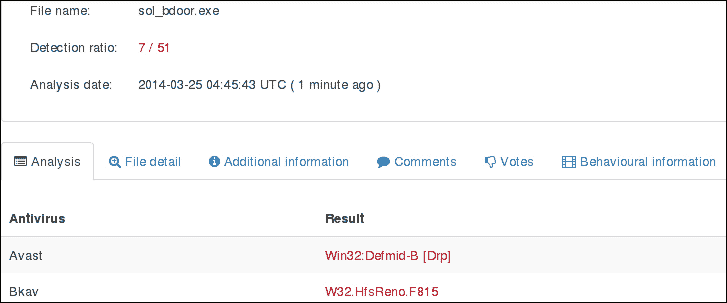 File name: sol_bdoor.exe
Detection ratio: 7 / 51
Analysis date: 2014-03-25 04:45:43 UTC ( 1 minute ago )
Analysis File detail Additional information Comments Votes Behavioural information
Antivirus Result
Avast Win32:Defmid-B [Drp]
Bkav W32.HfsReno.F815